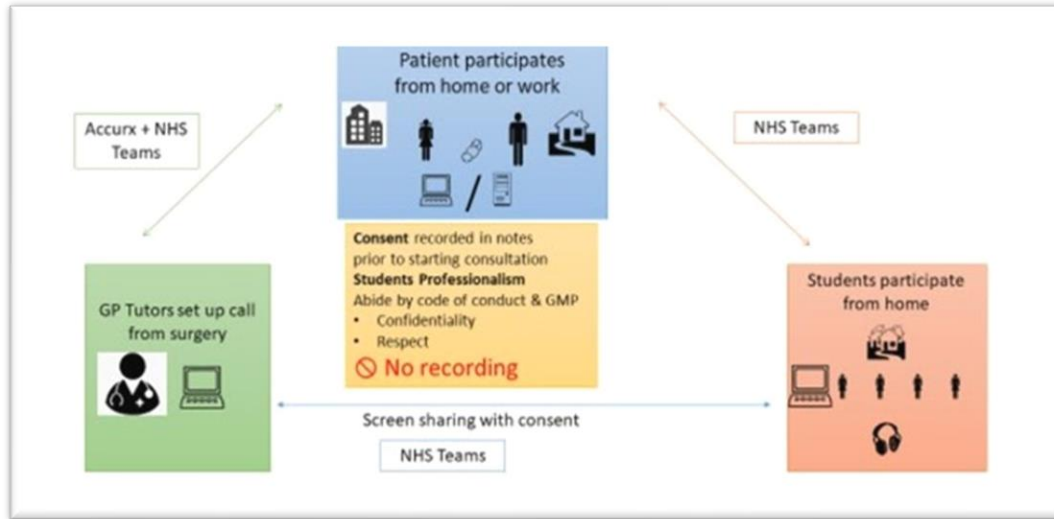 Patient participates
from home or work
Accurx + NHS
Teams
NHS Teams
Consent recorded in notes
prior to starting consultation
Students Professionalism
Abide by code of conduct & GMP
• Confidentiality
• Respect
No recording
GP Tutors set up call
from surgery
Students participate
from home
Screen sharing with consent
NHS Teams